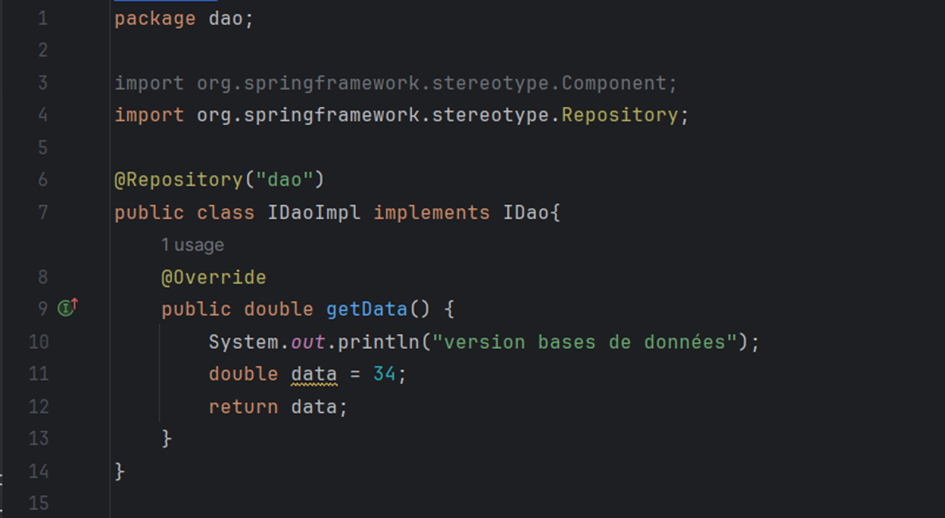 1 package dao;
2
3 import org.springframework.stereotype.Component;
4 import org.springframework.stereotype.Repository;
5
6 @Repository("dao")
7 public class IDaoImpl implements IDao{
1 usage
8 @Override
9 public double getData() {
10 System.out.println("version bases de données");
11 double data = 34;
12 return data;
13 }
14 }
15